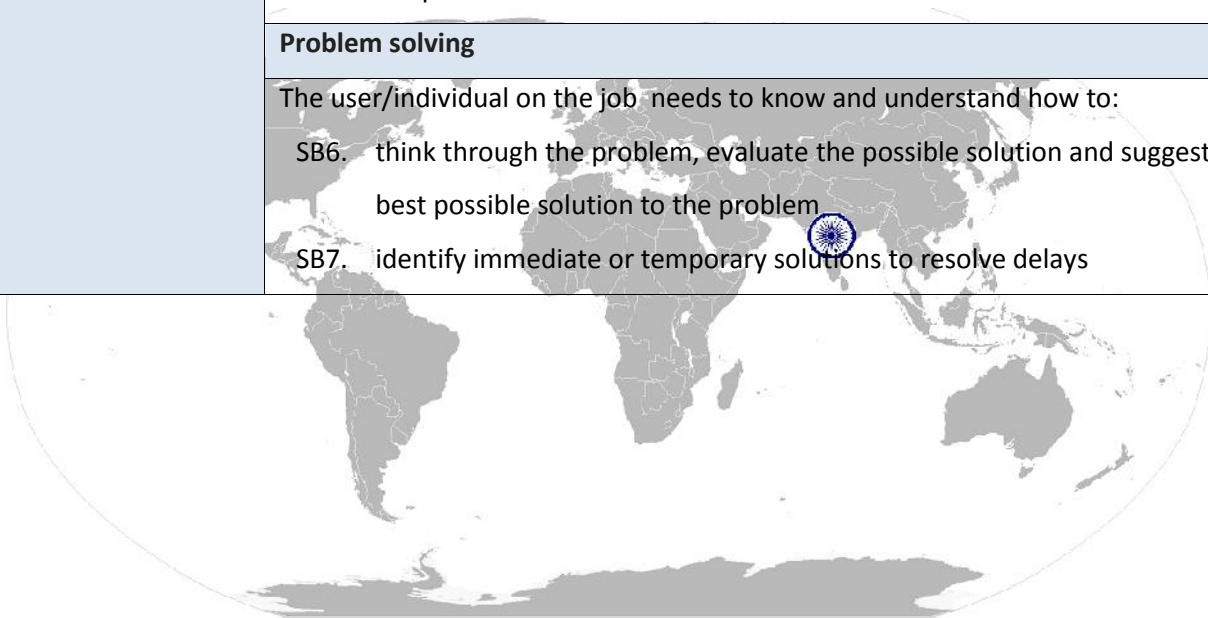 Problem solving
The user/individual on the job needs to know and understand how to:
SB6. think through the problem, evaluate the possible solution and suggest
best possible solution to the problem
SB7. identify immediate or temporary solutions to resolve delays